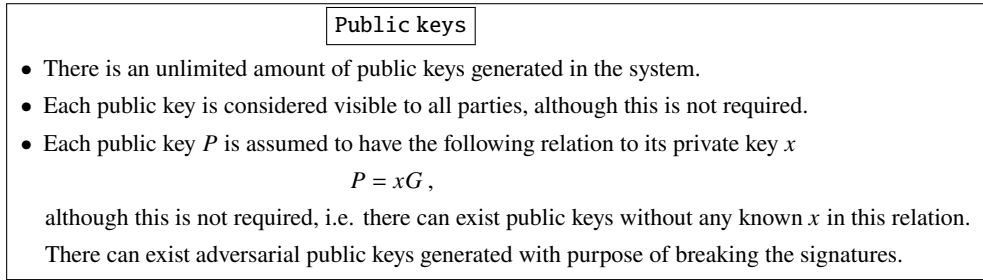 Public keys
• There is an unlimited amount of public keys generated in the system.
• Each public key is considered visible to all parties, although this is not required.
• Each public key P is assumed to have the following relation to its private key x
P = xG ,
although this is not required, i.e. there can exist public keys without any known x in this relation.
There can exist adversarial public keys generated with purpose of breaking the signatures.